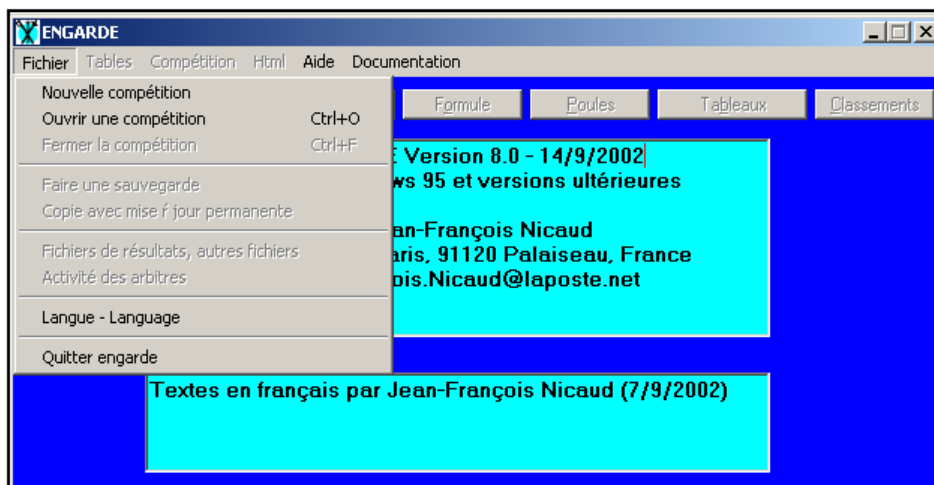 ENGARDE
Fichier Tables Compétition Html Aide Documentation
Nouvelle compétition
Ouvrir une compétition Ctrl+O
Fermer la compétition Ctrl+F
Faire une sauvegarde
Copie avec mise ŕ jour permanente
Fichiers de résultats, autres fichiers
Activité des arbitres
Langue - Language
Quitter engarde
Formule Poules Tableaux Classements
Version 8.0 - 14/9/2002
95 et versions ultérieures
an-François Nicaud
aris, 91120 Palaiseau, France
ois.Nicaud@laposte.net
Textes en français par Jean-François Nicaud (7/9/2002)